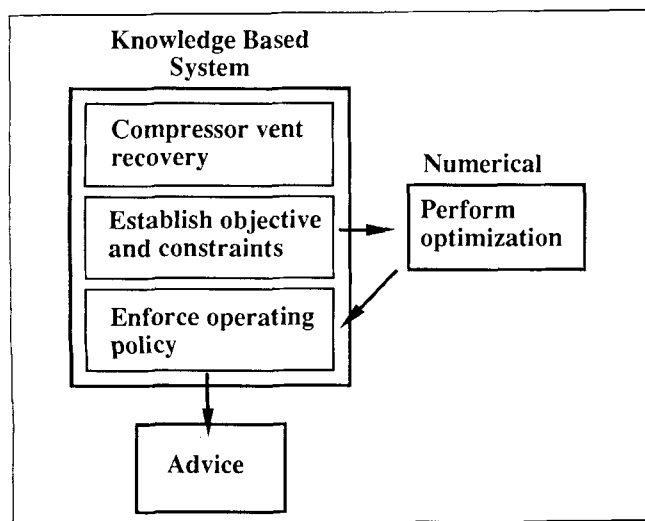 Knowledge Based
System
Compressor vent
recovery
Numerical
Establish objective
and constraints
Perform
optimization
Enforce operating
policy
Advice